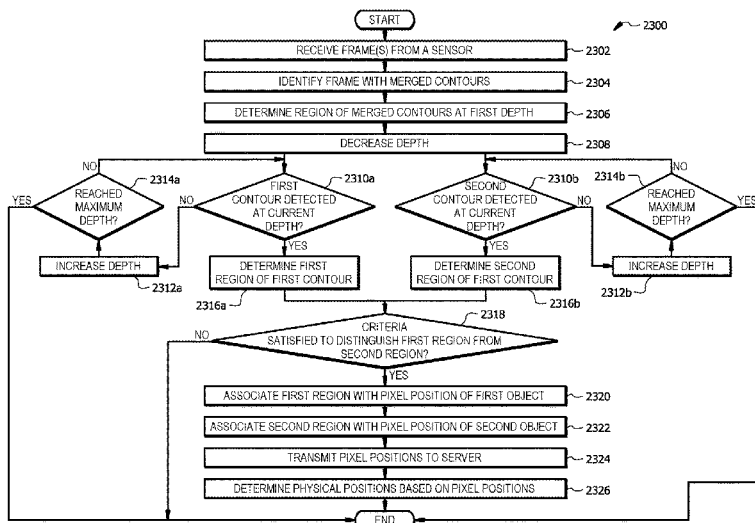 START
2300
RECEIVE FRAME(S) FROM A SENSOR
2302
IDENTIFY FRAME WITH MERGED CONTOURS
2304
DETERMINE REGION OF MERGED CONTOURS AT FIRST DEPTH
2306
DECREASE DEPTH
2308
NO
2314a
YES
REACHED
MAXIMUM
DEPTH?
FIRST
CONTOUR DETECTED
AT CURRENT
DEPTH?
2310a
NO
YES
INCREASE DEPTH
2312a
DETERMINE FIRST
REGION OF FIRST CONTOUR
2316a
SECOND
CONTOUR DETECTED
AT CURRENT
DEPTH?
2310b
NO
YES
DETERMINE SECOND
REGION OF FIRST CONTOUR
2316b
NO
2314b
REACHED
MAXIMUM
DEPTH?
YES
INCREASE DEPTH
2312b
2318
CRITERIA
SATISFIED TO DISTINGUISH FIRST REGION FROM
SECOND REGION?
NO
YES
ASSOCIATE FIRST REGION WITH PIXEL POSITION OF FIRST OBJECT
2320
ASSOCIATE SECOND REGION WITH PIXEL POSITION OF SECOND OBJECT
2322
TRANSMIT PIXEL POSITIONS TO SERVER
2324
DETERMINE PHYSICAL POSITIONS BASED ON PIXEL POSITIONS
2326
END